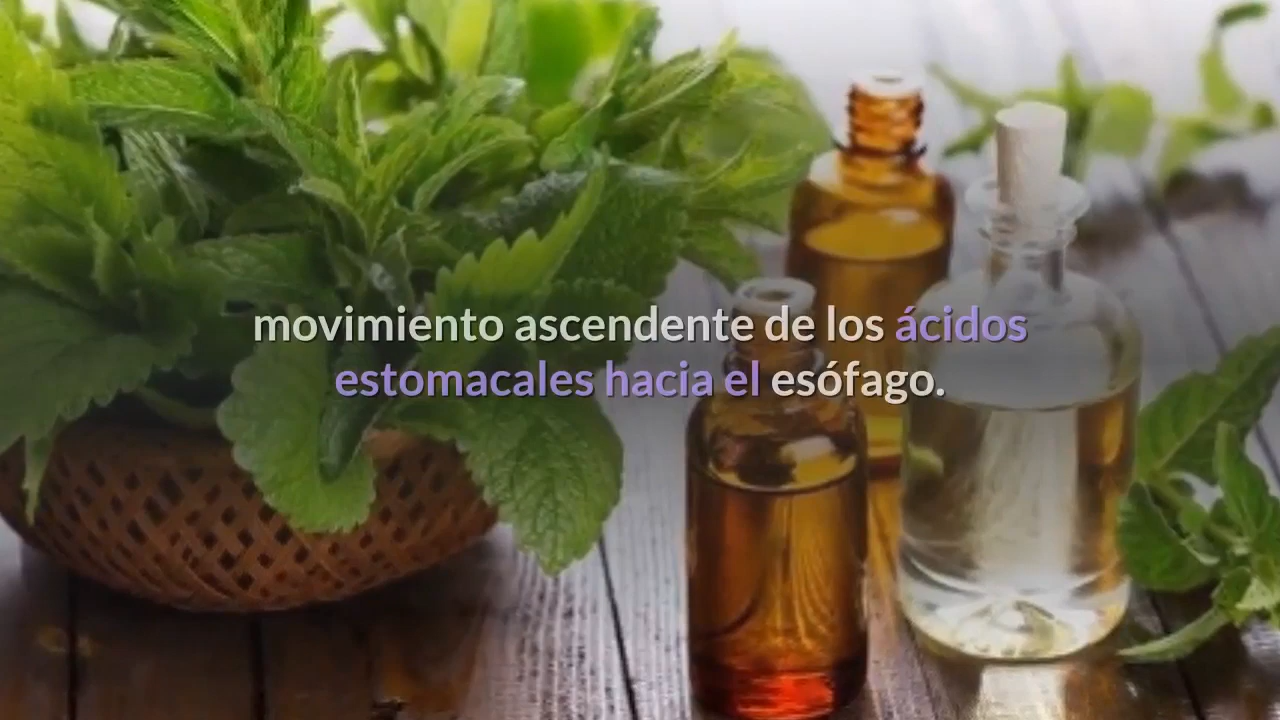 movimiento ascendente de los ácidos
estomacales hacia el esófago.